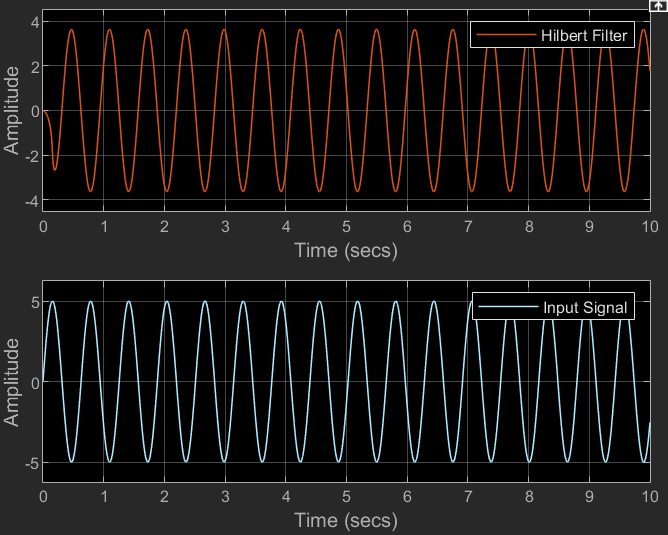 Hilbert Filter
Amplitude
4
2
0
-2
-4
0 1 2 3 4 5 6 7 8 9 10
Time (secs)
Input Signal
Amplitude
5
0
-5
0 1 2 3 4 5 6 7 8 9 10
Time (secs)